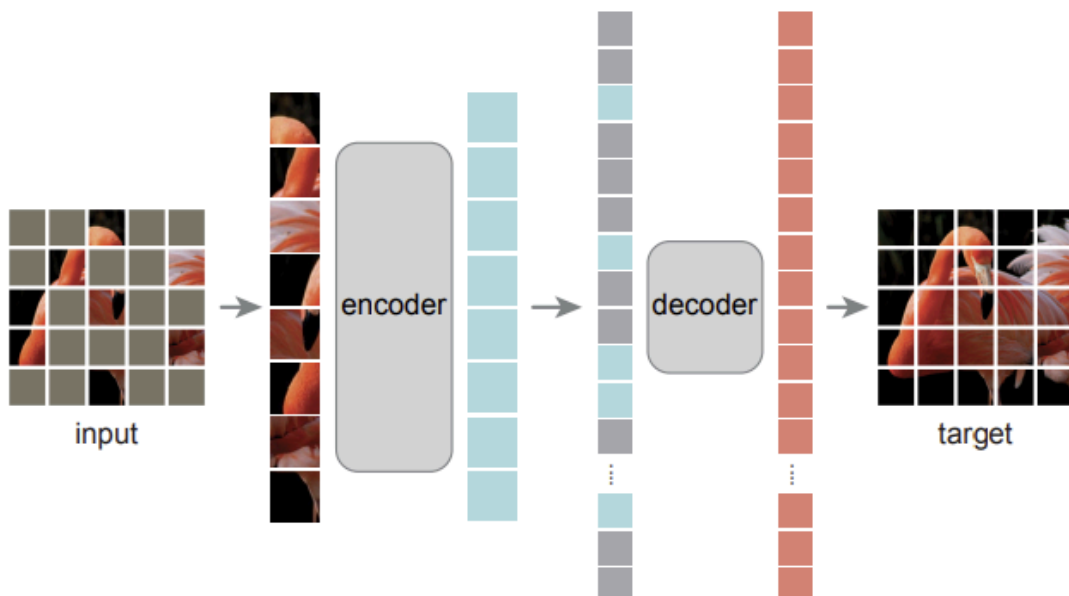 input
encoder
decoder
target